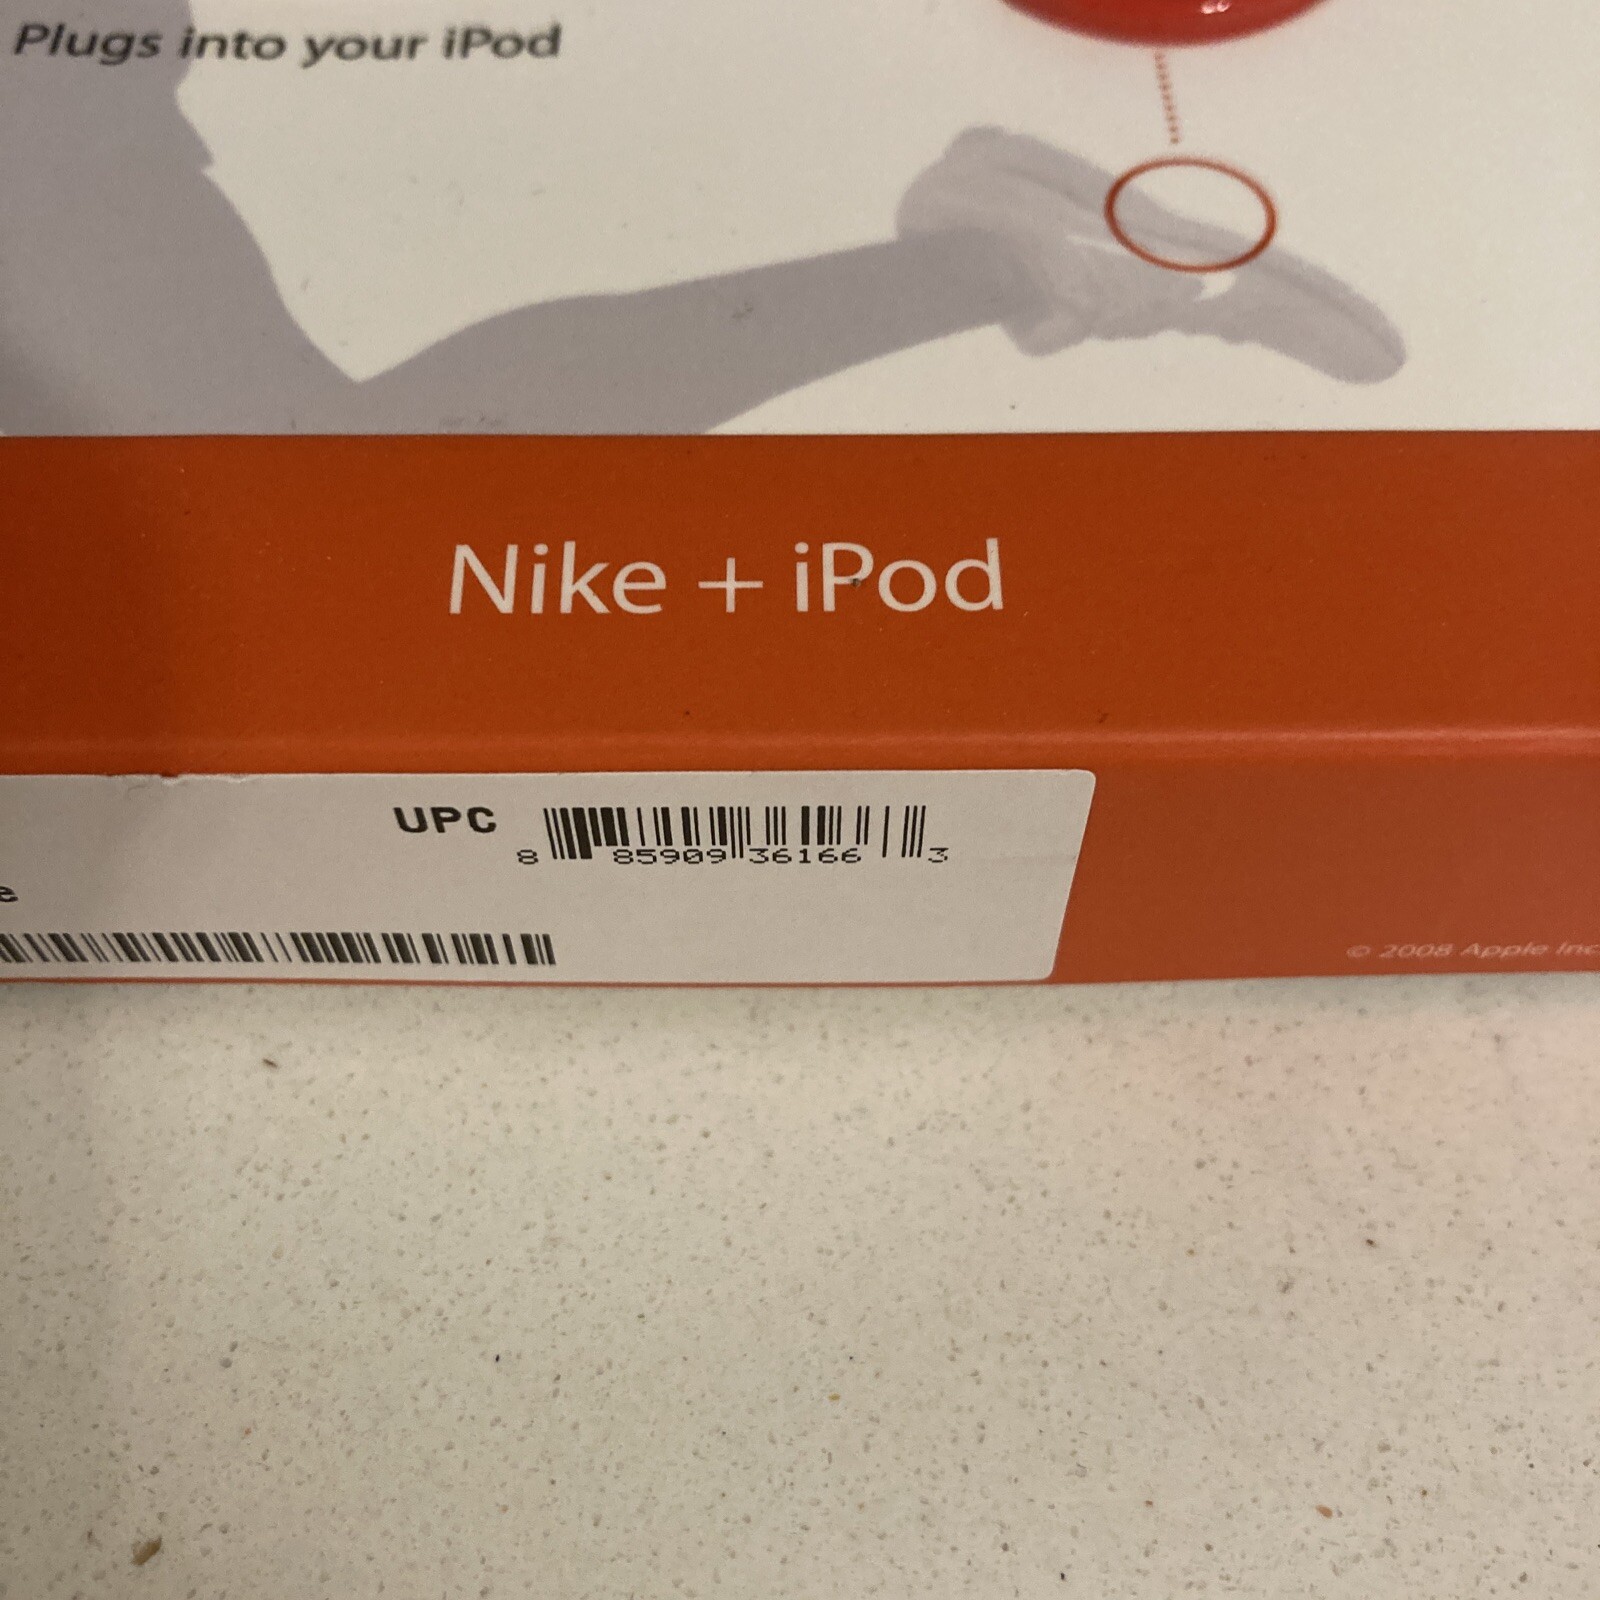 Plugs into your iPod
Nike + iPod
UPC
8 85909 36166 3
e
© 2008 Apple Inc